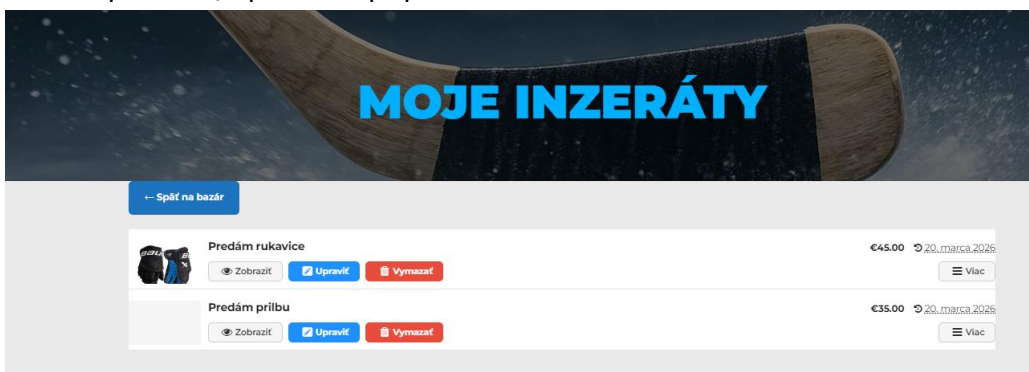 MOJE INZERÁTY
← Späť na bazár
Predám rukavice
€45.00 20. marca 2026
Zobraziť Upraviť Vymazať
Viac
Predám prilbu
€35.00 20. marca 2026
Zobraziť Upraviť Vymazať
Viac